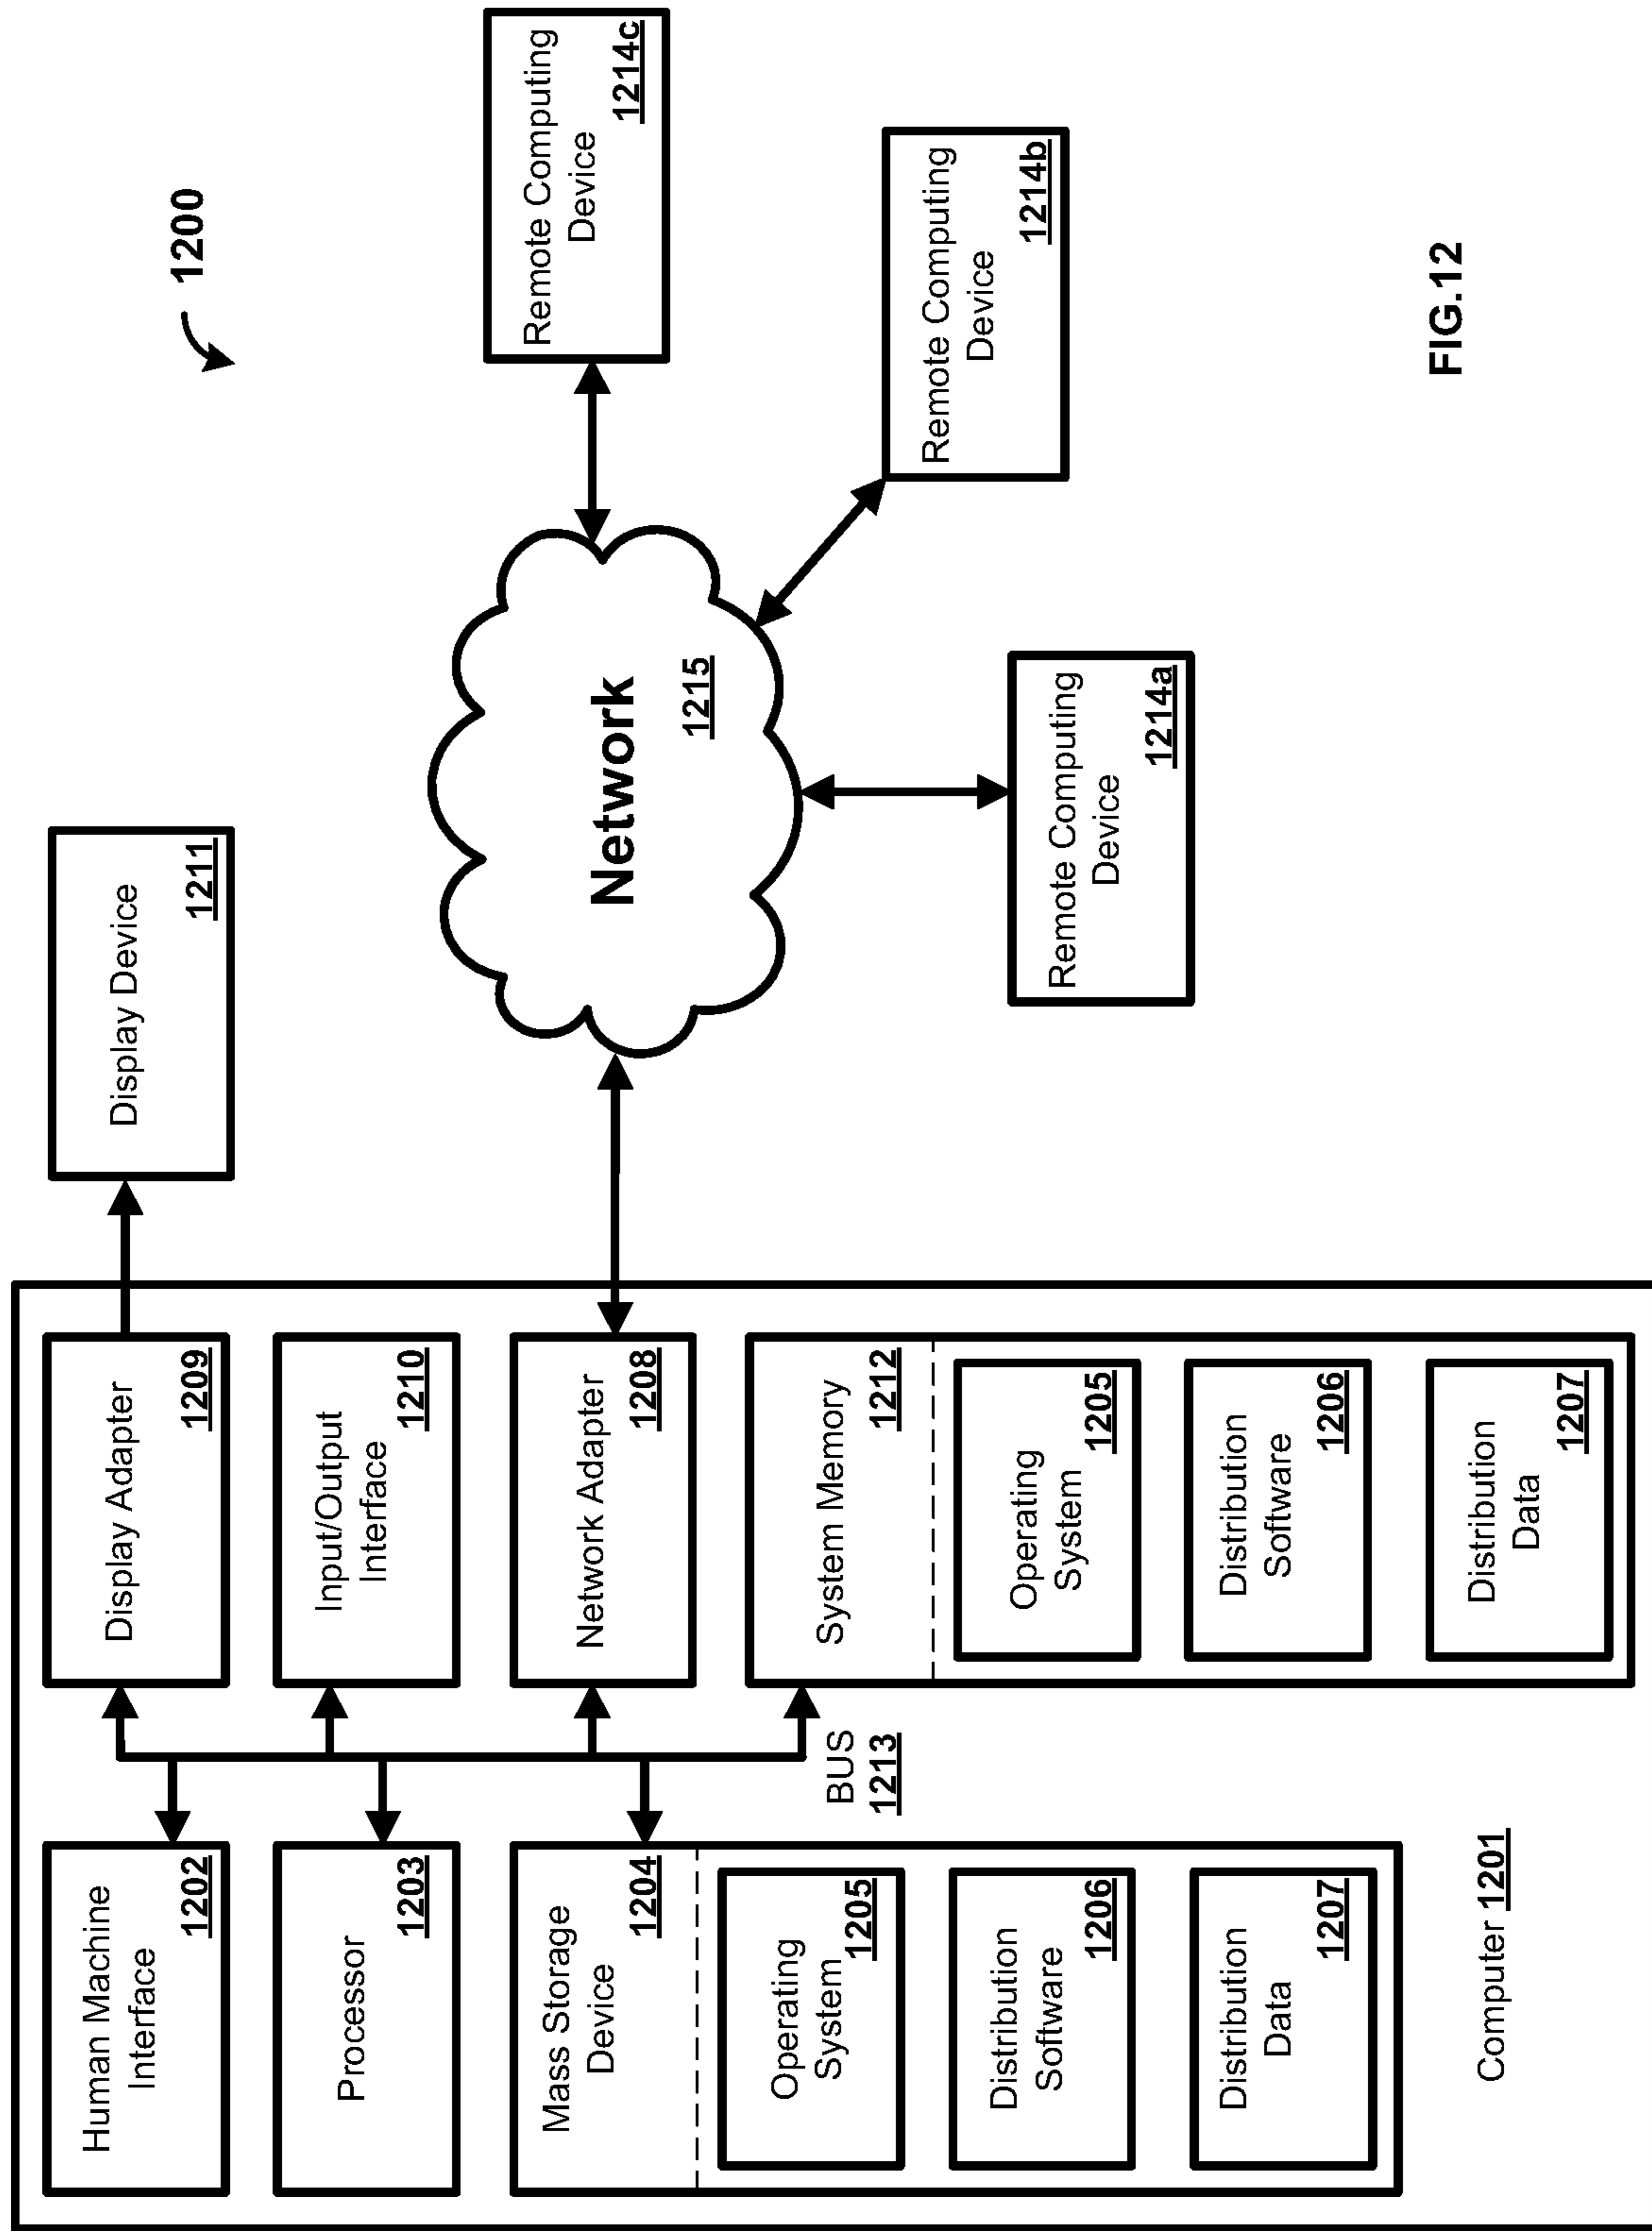 1200
Human Machine
Interface
1202
Processor
1203
Mass Storage
Device
1204
Operating
System
1205
Distribution
Software
1206
Distribution
Data
1207
Computer 1201
BUS
1213
Display Adapter
1209
Input/Output
Interface
1210
Network Adapter
1208
System Memory
1212
Operating
System
1205
Distribution
Software
1206
Distribution
Data
1207
Display Device
1211
Network
1215
Remote Computing
Device
1214a
Remote Computing
Device
1214b
Remote Computing
Device
1214c
FIG.12